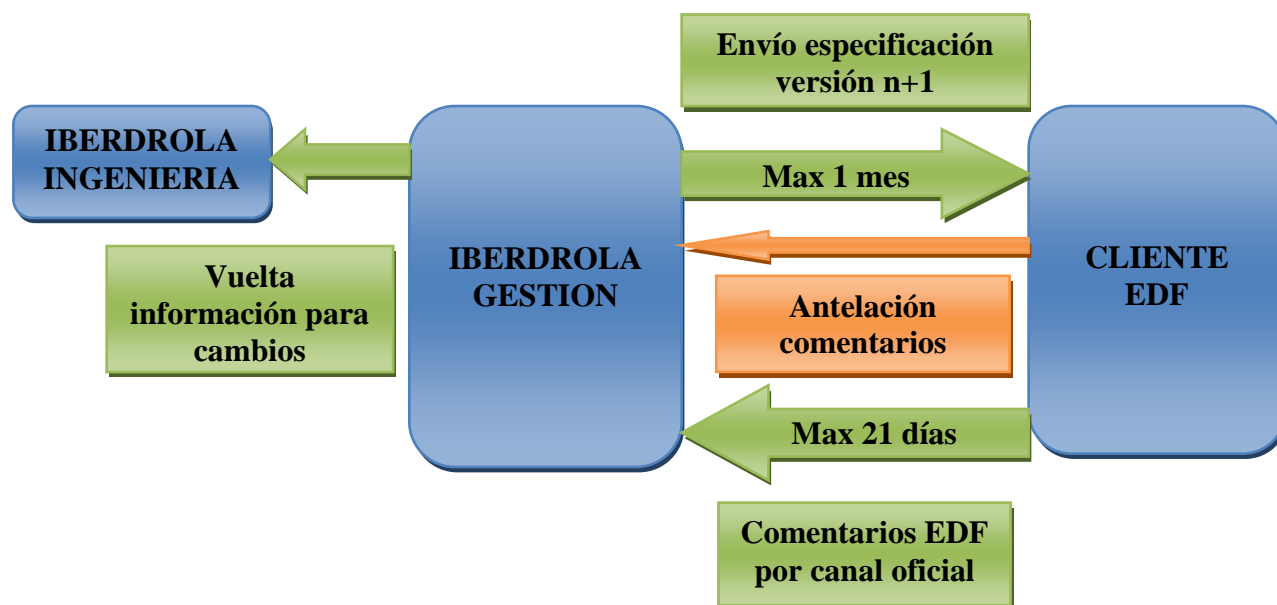 Envío especificación
versión n+1
IBERDROLA
INGENIERIA
Max 1 mes
Vuelta
información para
cambios
IBERDROLA
GESTION
CLIENTE
EDF
Antelación
comentarios
Max 21 días
Comentarios EDF
por canal oficial